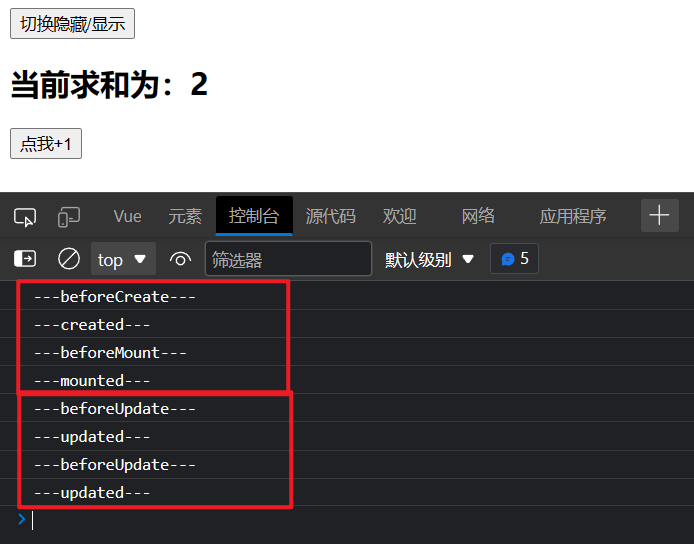 切换隐藏/显示
当前求和为：2
点我+1
Vue 元素 控制台 源代码 欢迎 网络 应用程序
top 筛选器 默认级别 5
---beforeCreate---
---created---
---beforeMount---
---mounted---
---beforeUpdate---
---updated---
---beforeUpdate---
---updated---